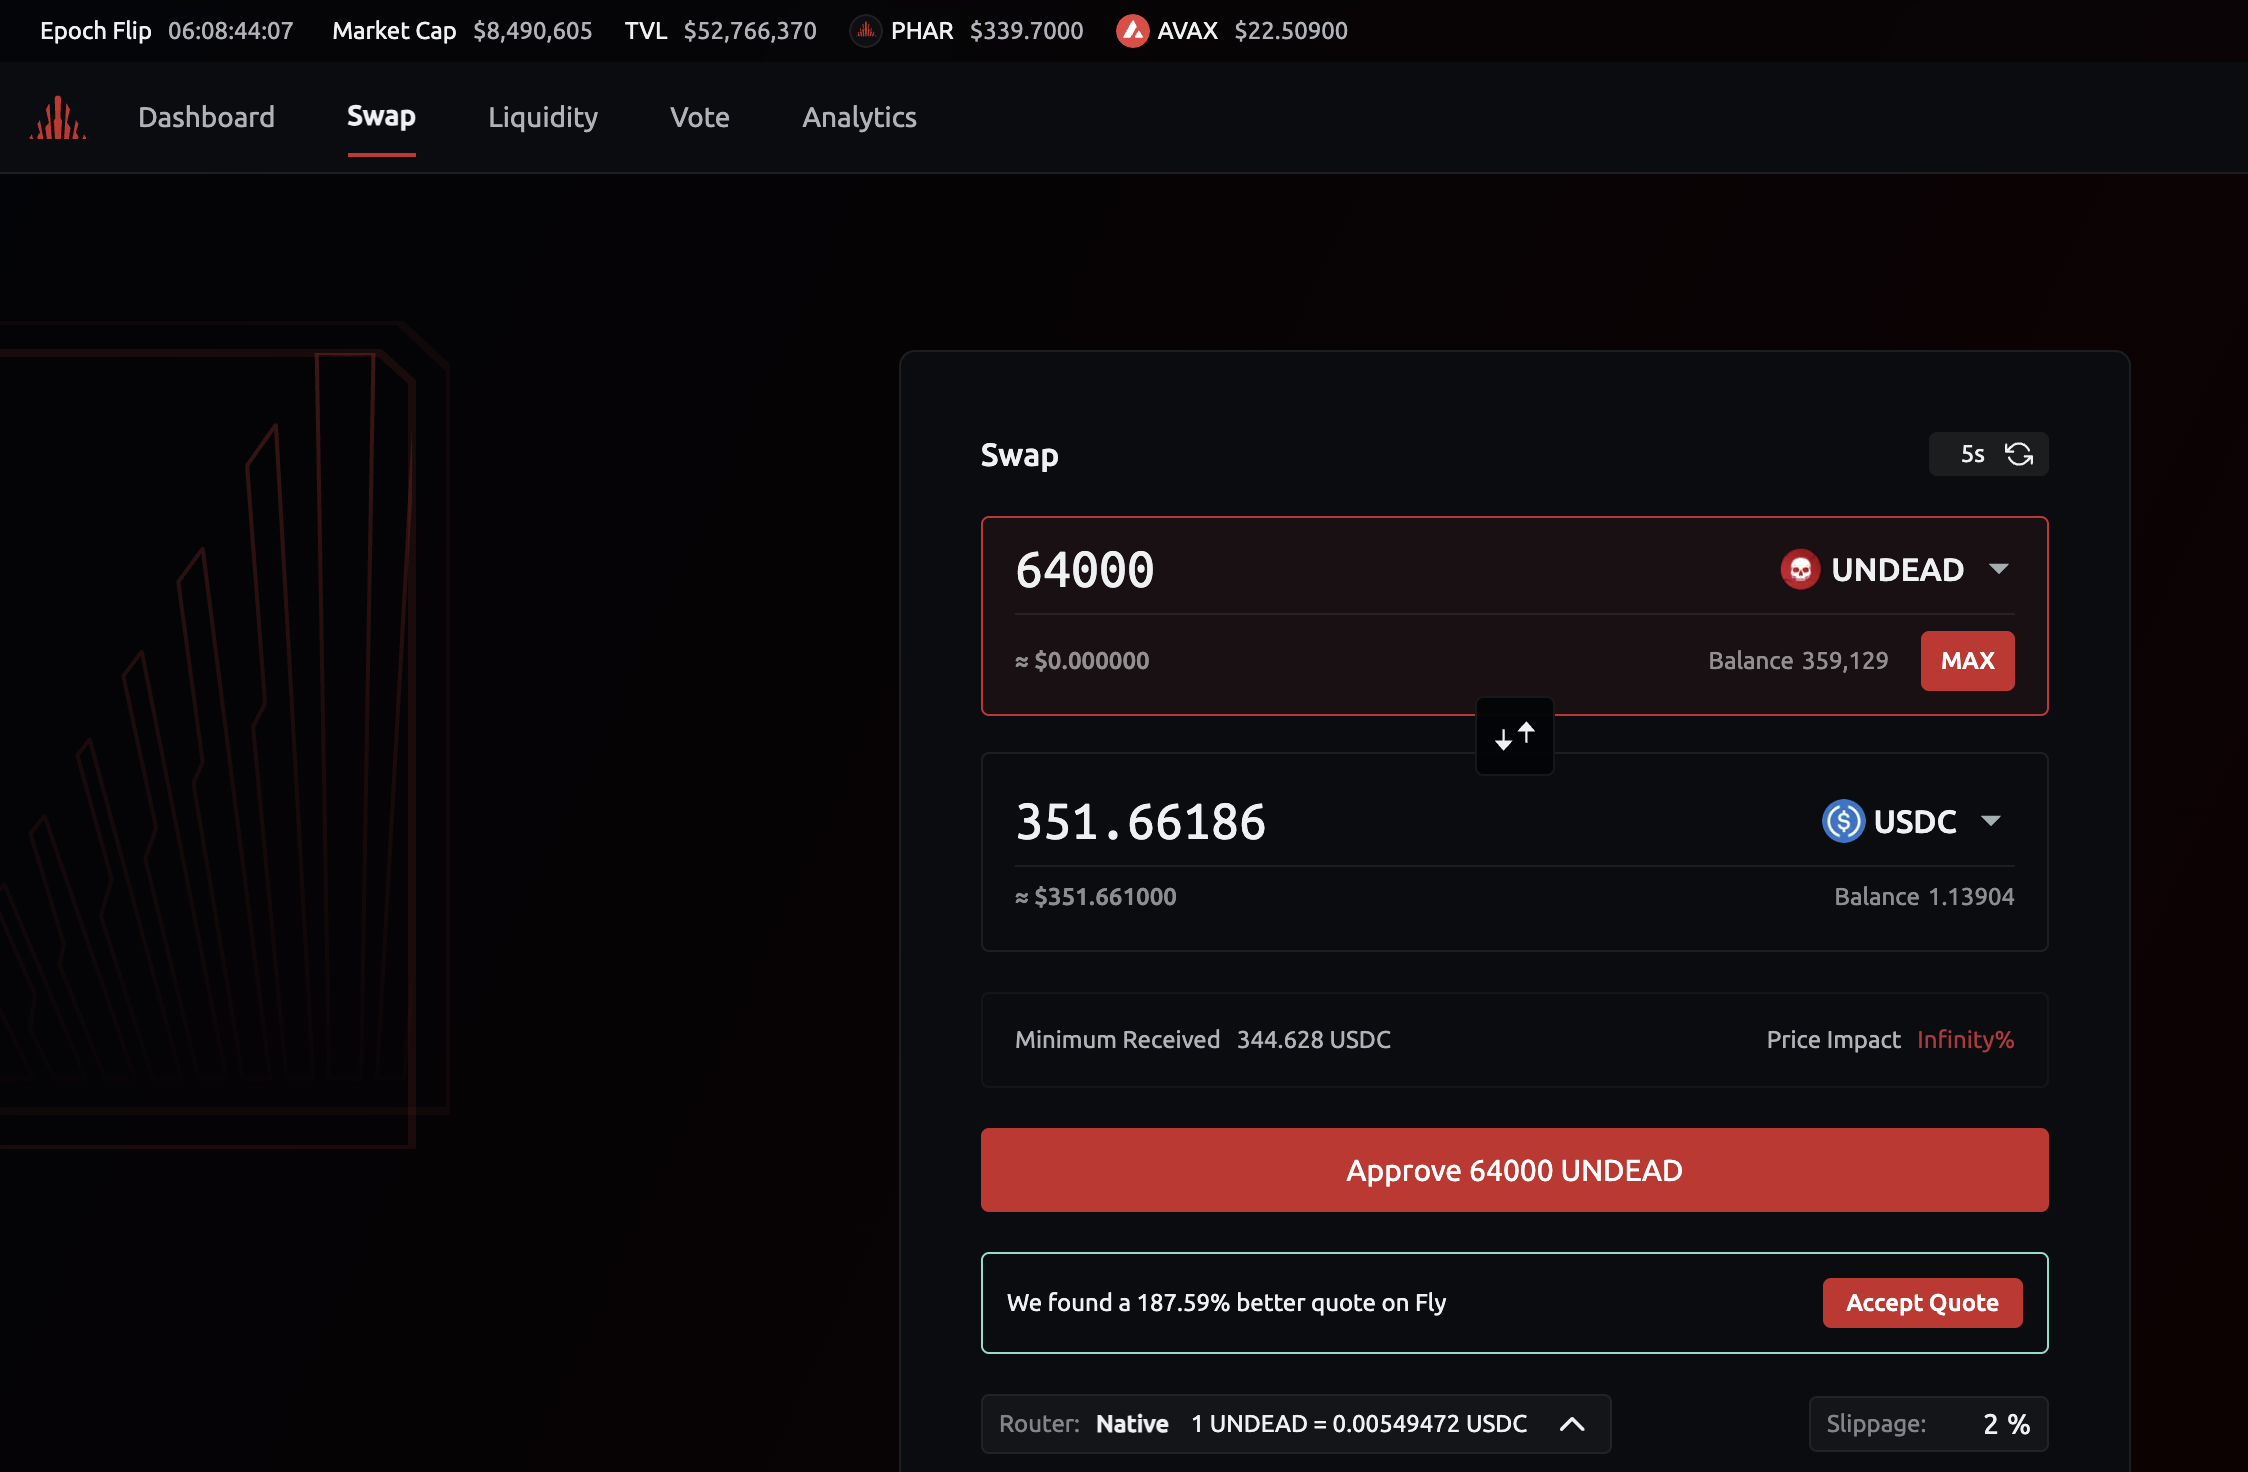 Epoch Flip 06:08:44:07 Market Cap $8,490,605 TVL $52,766,370 PHAR $339.7000 AVAX $22.50900
Dashboard Swap Liquidity Vote Analytics
Swap 5s
64000 UNDEAD
≈ $0.000000 Balance 359,129 MAX
351.66186 USDC
≈ $351.661000 Balance 1.13904
Minimum Received 344.628 USDC Price Impact Infinity%
Approve 64000 UNDEAD
We found a 187.59% better quote on Fly Accept Quote
Router: Native 1 UNDEAD = 0.00549472 USDC Slippage: 2 %